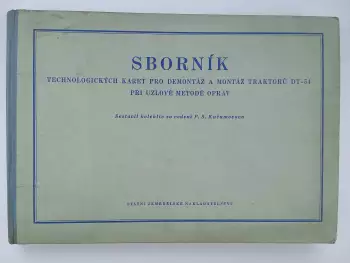 SBORNÍK
TECHNOLOGICKÝCH KARET PRO DEMONTÁŽ A MONTÁŽ TRAKTORŮ DT-54
PŘI UZLOVÉ METODĚ OPRAV
Sestavil kolektiv za vedení P. S.
STÁTNÍ ZEMĚDĚLSKÉ NAKLADATELSTVÍ